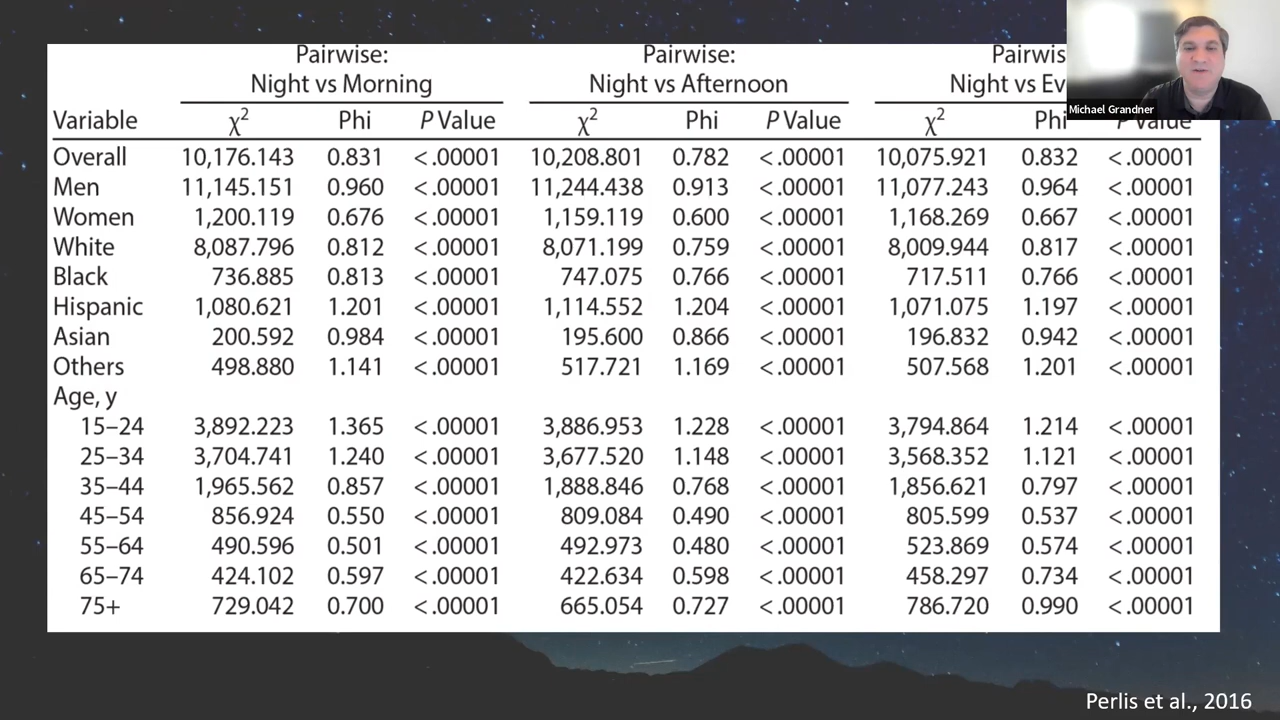 Pairwise: Pairwise: Pairwis
Night vs Morning Night vs Afternoon Night vs Ev
Michael Grandner
Variable χ² Phi P Value χ² Phi P Value χ² Phi P Value
Overall 10,176.143 0.831 <.00001 10,208.801 0.782 <.00001 10,075.921 0.832 <.00001
Men 11,145.151 0.960 <.00001 11,244.438 0.913 <.00001 11,077.243 0.964 <.00001
Women 1,200.119 0.676 <.00001 1,159.119 0.600 <.00001 1,168.269 0.667 <.00001
White 8,087.796 0.812 <.00001 8,071.199 0.759 <.00001 8,009.944 0.817 <.00001
Black 736.885 0.813 <.00001 747.075 0.766 <.00001 717.511 0.766 <.00001
Hispanic 1,080.621 1.201 <.00001 1,114.552 1.204 <.00001 1,071.075 1.197 <.00001
Asian 200.592 0.984 <.00001 195.600 0.866 <.00001 196.832 0.942 <.00001
Others 498.880 1.141 <.00001 517.721 1.169 <.00001 507.568 1.201 <.00001
Age, y
15–24 3,892.223 1.365 <.00001 3,886.953 1.228 <.00001 3,794.864 1.214 <.00001
25–34 3,704.741 1.240 <.00001 3,677.520 1.148 <.00001 3,568.352 1.121 <.00001
35–44 1,965.562 0.857 <.00001 1,888.846 0.768 <.00001 1,856.621 0.797 <.00001
45–54 856.924 0.550 <.00001 809.084 0.490 <.00001 805.599 0.537 <.00001
55–64 490.596 0.501 <.00001 492.973 0.480 <.00001 523.869 0.574 <.00001
65–74 424.102 0.597 <.00001 422.634 0.598 <.00001 458.297 0.734 <.00001
75+ 729.042 0.700 <.00001 665.054 0.727 <.00001 786.720 0.990 <.00001
Perlis et al., 2016